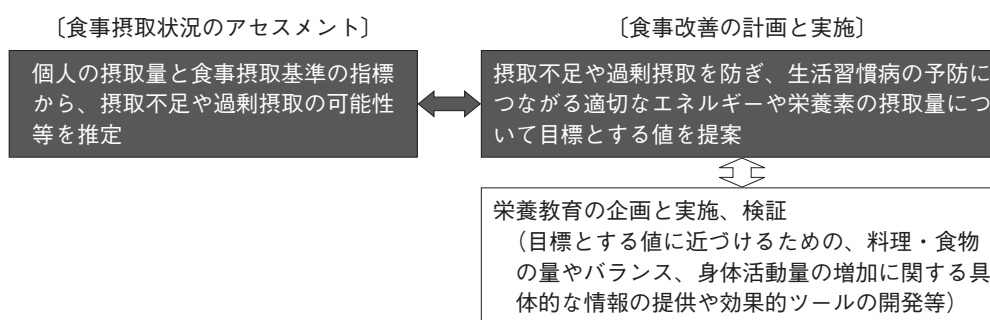 〔食事摂取状況のアセスメント〕
個人の摂取量と食事摂取基準の指標
から、摂取不足や過剰摂取の可能性
等を推定
〔食事改善の計画と実施〕
摂取不足や過剰摂取を防ぎ、生活習慣病の予防に
つながる適切なエネルギーや栄養素の摂取量につ
いて目標とする値を提案
栄養教育の企画と実施、検証
（目標とする値に近づけるための、料理・食物
の量やバランス、身体活動量の増加に関する具
体的な情報の提供や効果的ツールの開発等）